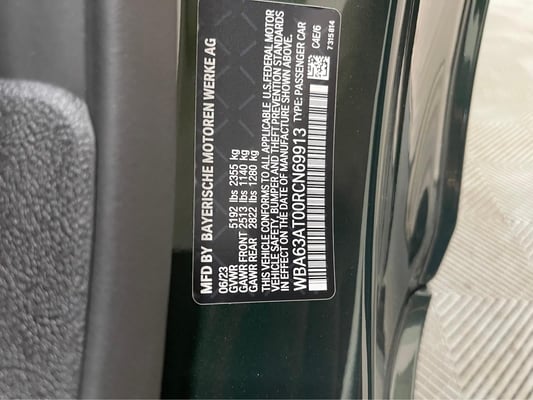 MFD BY BAYERISCHE MOTOREN WERKE AG
06/23
GVWR 5192 lbs 2355 kg
GAWR FRONT 2513 lbs 1140 kg
GAWR REAR 2822 lbs 1280 kg
THIS VEHICLE CONFORMS TO ALL APPLICABLE U.S. FEDERAL MOTOR
VEHICLE SAFETY, BUMPER AND THEFT PREVENTION STANDARDS
IN EFFECT ON THE DATE OF MANUFACTURE SHOWN ABOVE.
WBA63AT00RCN69913 TYPE: PASSENGER CAR
C4E/6
7 315 814